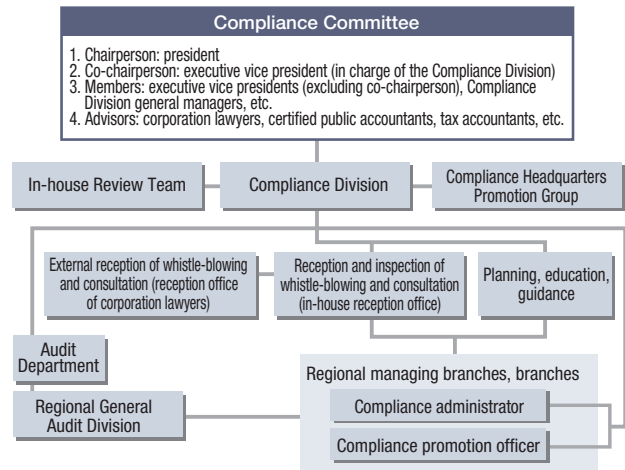 Compliance Committee
1. Chairperson: president
2. Co-chairperson: executive vice president (in charge of the Compliance Division)
3. Members: executive vice presidents (excluding co-chairperson), Compliance
Division general managers, etc.
4. Advisors: corporation lawyers, certified public accountants, tax accountants, etc.
In-house Review Team
Compliance Division
Compliance Headquarters
Promotion Group
External reception of whistle-blowing
and consultation (reception office
of corporation lawyers)
Reception and inspection of
whistle-blowing and consultation
(in-house reception office)
Planning, education,
guidance
Audit
Department
Regional General
Audit Division
Regional managing branches, branches
Compliance administrator
Compliance promotion officer